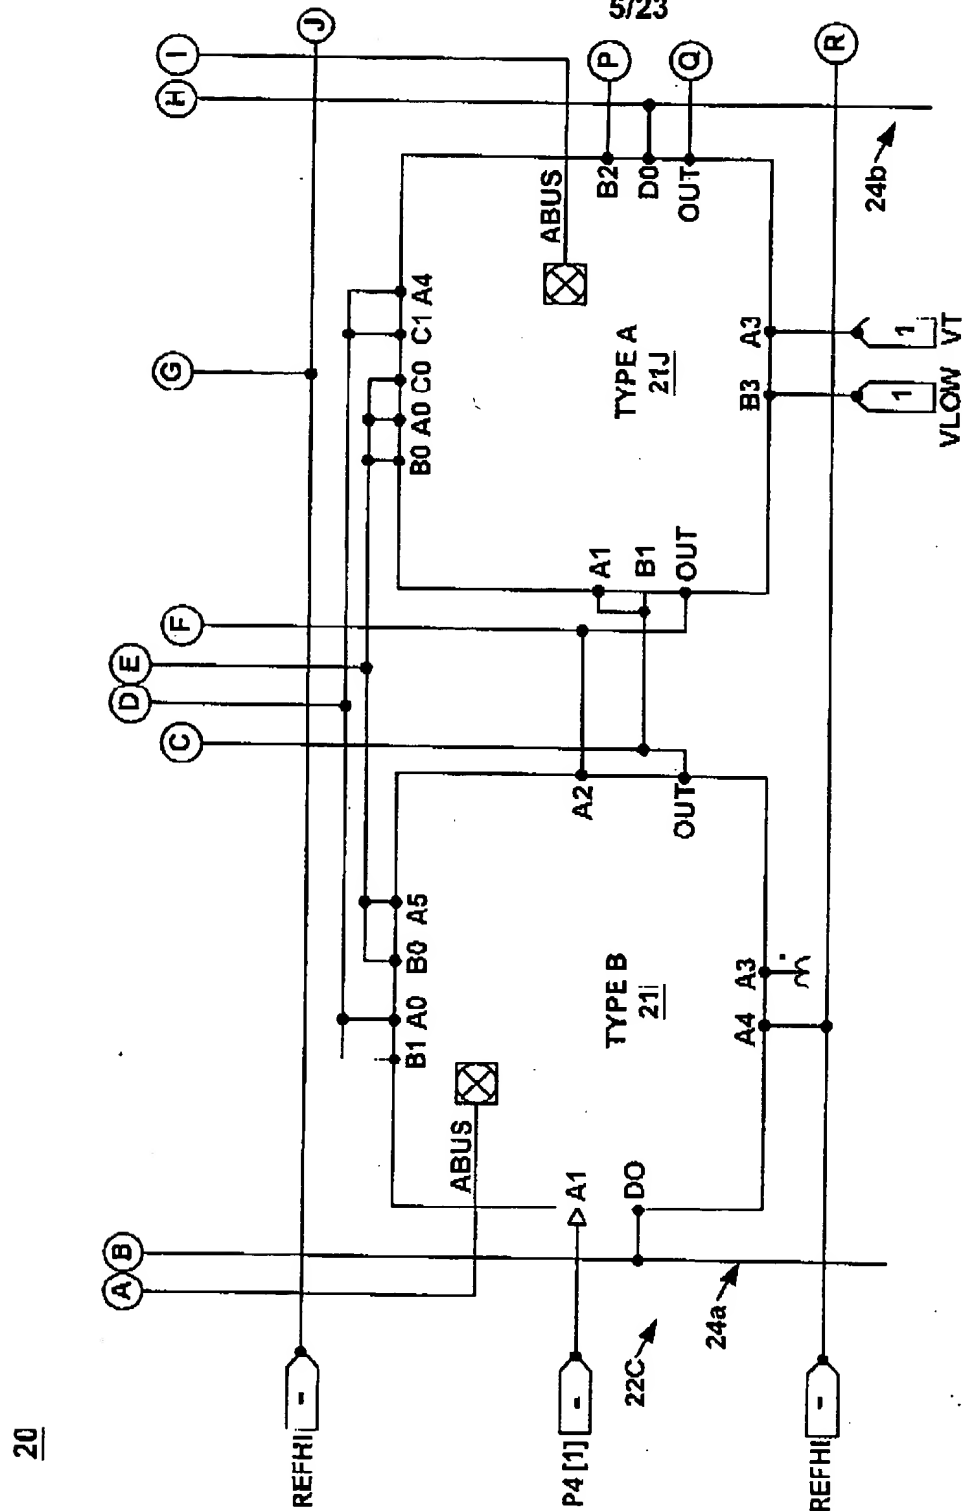 5/23
20
A
B
C
D
E
F
G
H
I
J
REFHI
B1 A0 B0 A5
B0 A0 C0 C1 A4
ABUS
ABUS
P4 [1]
A1
A2
A1
B2
P
DO
TYPE B
21i
OUT
B1
TYPE A
21J
D0
OUT
OUT
Q
22C
24a
A4 A3
B3 A3
24b
REFHI
R
1
VLOW
1
VT